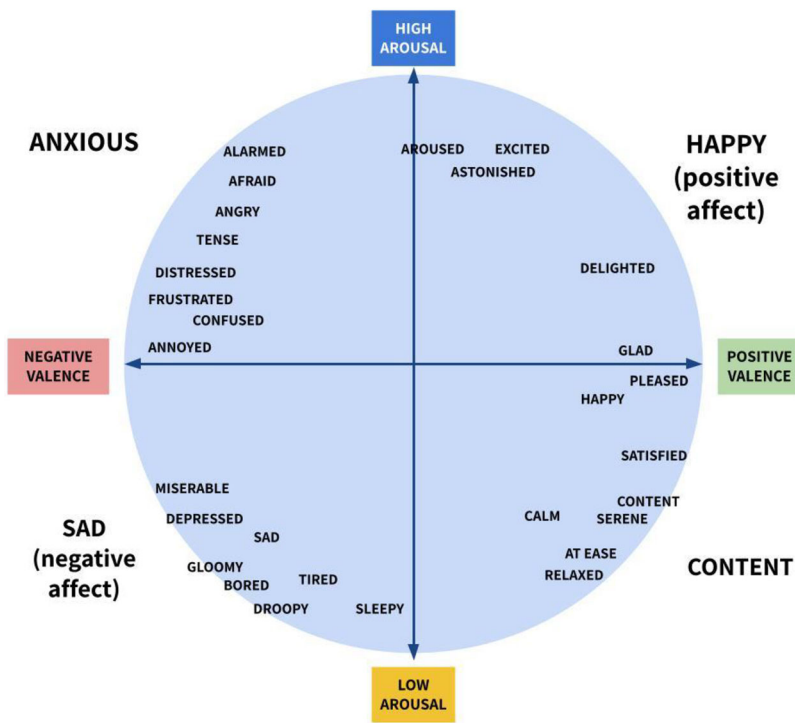 HIGH
AROUSAL
ANXIOUS
HAPPY
(positive
affect)
ALARMED
AROUSED
EXCITED
ASTONISHED
AFRAID
ANGRY
TENSE
DISTRESSED
DELIGHTED
FRUSTRATED
CONFUSED
ANNOYED
GLAD
NEGATIVE
VALENCE
POSITIVE
VALENCE
PLEASED
HAPPY
SATISFIED
MISERABLE
CONTENT
DEPRESSED
CALM
SERENE
SAD
SAD
(negative
affect)
AT EASE
CONTENT
GLOOMY
RELAXED
TIRED
BORED
DROOPY
SLEEPY
LOW
AROUSAL